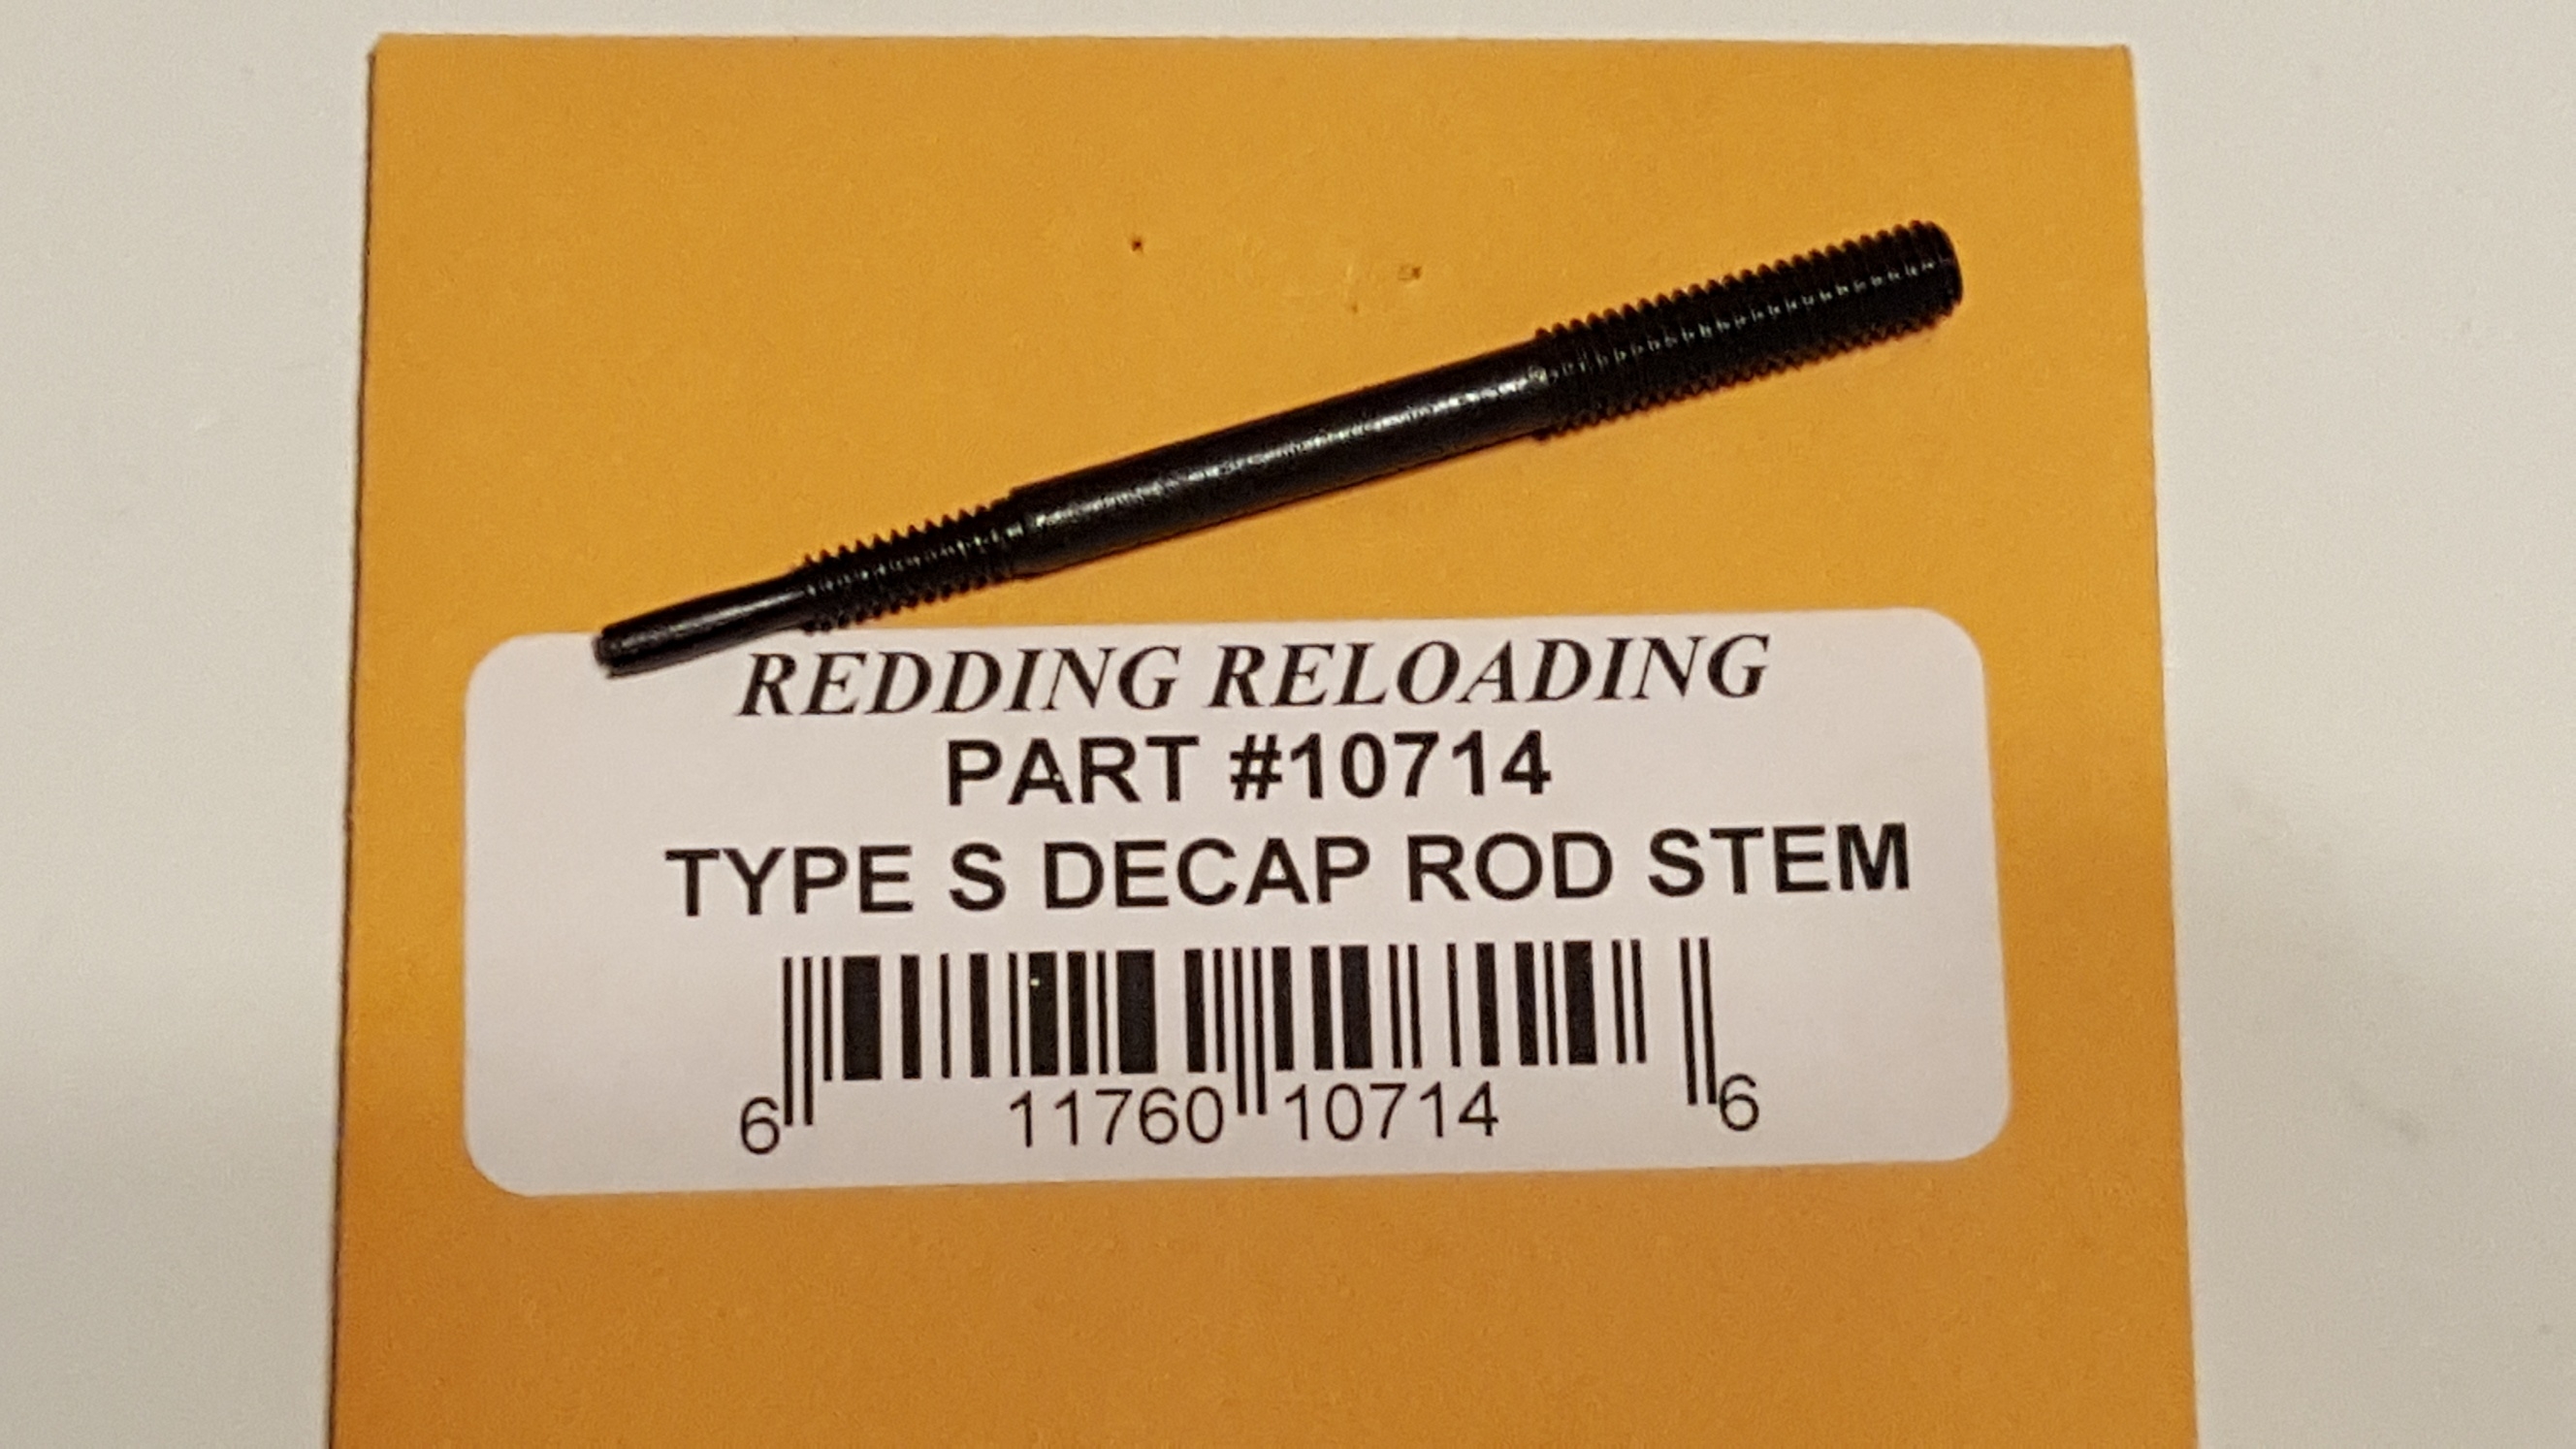 REDDING RELOADING
PART #10714
TYPE S DECAP ROD STEM
6 11760 10714 6